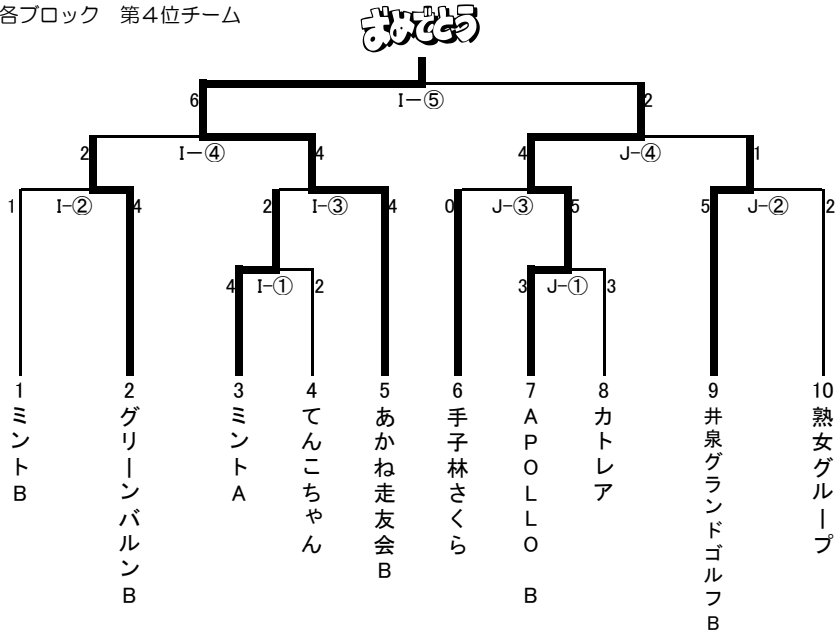 各ブロック　第４位チーム
おめでとう
6
I－⑤
2
2
I－④
4
4
J-④
1
1
I-②
4
2
I-③
4
0
J-③
5
5
J-②
2
4
I-①
2
3
J-①
3
1
2
3
4
5
6
7
8
9
10
ミントB
グリーンバルンB
ミントA
てんこちゃん
あかね走友会B
手子林さくら
APOLLO　B
カトレア
井泉グランドゴルフB
熟女グループ